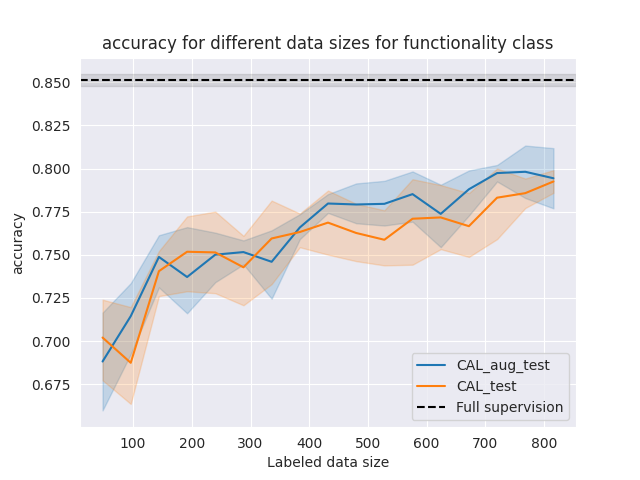 accuracy for different data sizes for functionality class
0.850
0.825
0.800
0.775
0.750
0.725
0.700
0.675
accuracy
CAL_aug_test
CAL_test
Full supervision
100 200 300 400 500 600 700 800
Labeled data size